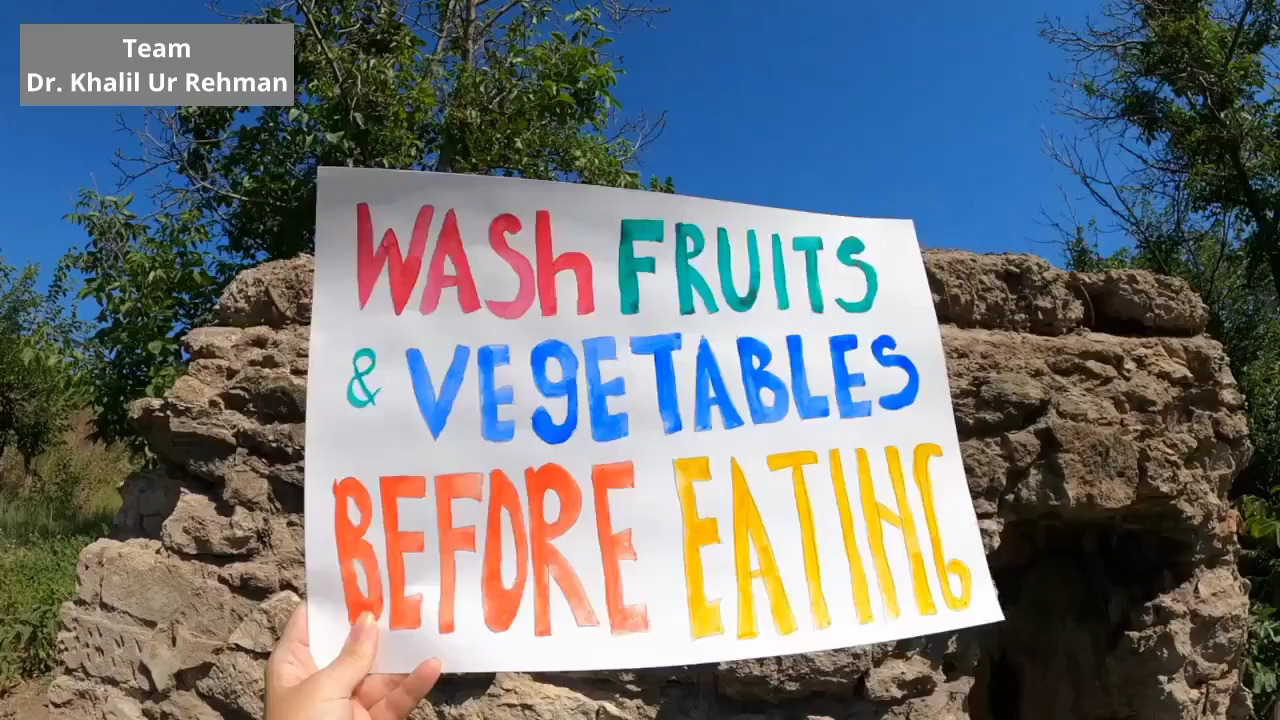 Team
Dr. Khalil Ur Rehman
WASh FRUITS
& VEgETABLES
BEFORE EATING